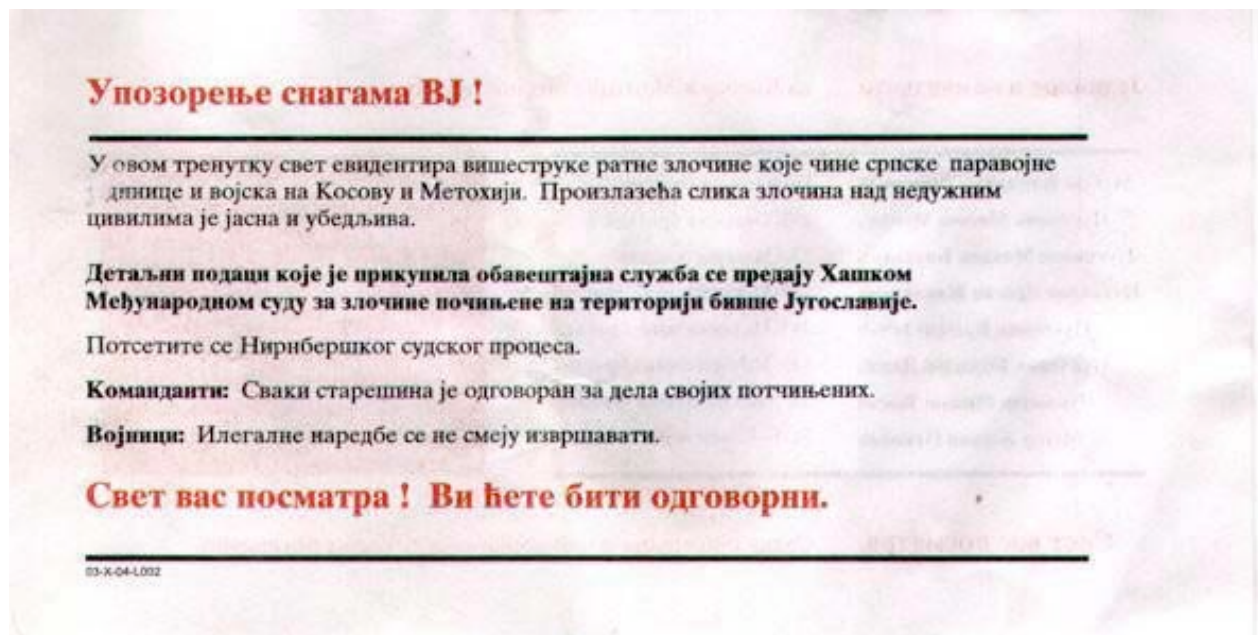 Упозорење снагама ВЈ !
У овом тренутку свет евидентира вишеструке ратне злочине које чине српске паравојне
војска на Косову и Метохији. Произлазећа слика злочина над недужним
цивилима је јасна и убедљива.
Детаљни подаци које је прикупила обавештајна служба се предају Хашком
Међународном суду за злочине почињене на територији бивше Југославије.
Потсетите се Нирнбершког судског процеса.
Команданти: Сваки старешина је одговоран за дела својих потчињених.
Војници: Илегалне наредбе се не смеју извршавати.
Свет вас посматра ! Ви ћете бити одговорни.
03-X-04-L002